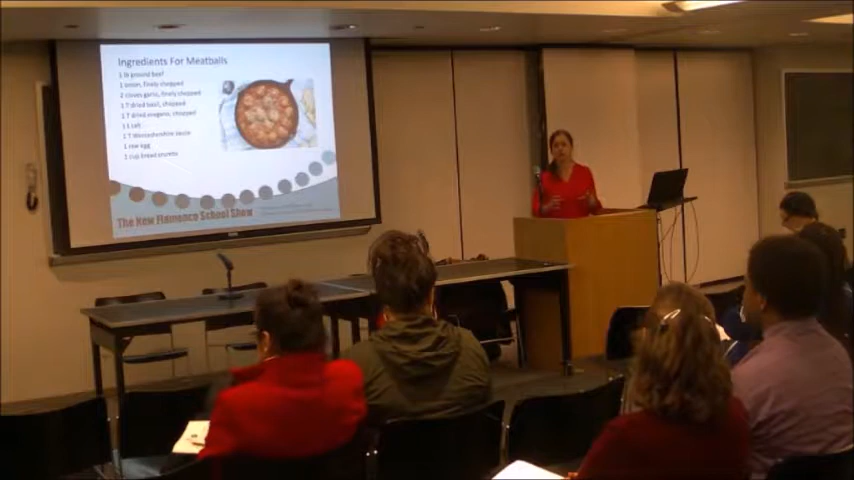 Ingredients For Meatballs
1 lb ground beef
1 onion, finely chopped
2 cloves garlic, finely chopped
1 T dried basil, chopped
1 T dried oregano, chopped
1 t salt
1 T Worcestershire sauce
1 raw egg
1 cup bread crumbs
The New Flamenco School Show